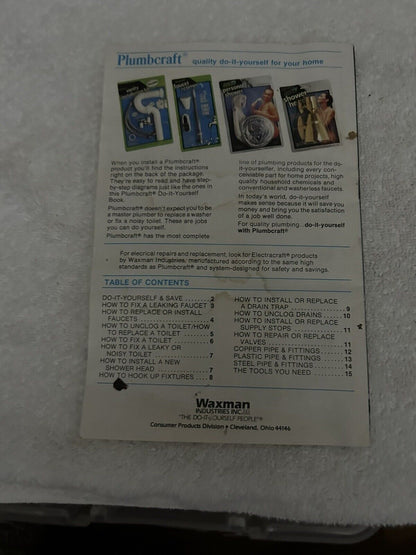 Plumbcraft® quality do-it-yourself for your home
vanity
faucet
personal
shower
shower
When you install a Plumbcraft®
product you'll find the instructions
right on the back of the package.
They're easy to read and have step-
by-step diagrams just like the ones in
this Plumbcraft® Do-It-Yourself
Book.
Plumbcraft® doesn't expect you to be
a master plumber to replace a washer
or fix a noisy toilet. These are jobs
you can do yourself.
Plumbcraft® has the most complete
line of plumbing products for the do-
it-yourselfer, including every con-
ceivable part for home projects, high
quality household chemicals and
conventional and washerless faucets.
In today's world, do-it-yourself
makes sense because it will save you
money and bring you the satisfaction
of a job well done.
For quality plumbing...do-it-yourself
with Plumbcraft®!
For electrical repairs and replacement, look for Electracraft® products
by Waxman Industries, manufactured according to the same high
standards as Plumbcraft® and system-designed for safety and savings.
TABLE OF CONTENTS
DO-IT-YOURSELF & SAVE ..... 2
HOW TO FIX A LEAKING FAUCET 3
HOW TO REPLACE OR INSTALL
FAUCETS ..... 4
HOW TO UNCLOG A TOILET/HOW
TO REPLACE A TOILET ..... 5
HOW TO FIX A TOILET ..... 6
HOW TO FIX A LEAKY OR
NOISY TOILET ..... 7
HOW TO INSTALL A NEW
SHOWER HEAD ..... 7
HOW TO HOOK UP FIXTURES ... 8
HOW TO INSTALL OR REPLACE
A DRAIN TRAP ..... 9
HOW TO UNCLOG DRAINS ..... 10
HOW TO INSTALL OR REPLACE
SUPPLY STOPS ..... 11
HOW TO REPAIR OR REPLACE
VALVES ..... 11
COPPER PIPE & FITTINGS ..... 12
PLASTIC PIPE & FITTINGS ..... 13
STEEL PIPE & FITTINGS ..... 14
THE TOOLS YOU NEED ..... 15
Waxman
INDUSTRIES INC.
"THE DO-IT-YOURSELF PEOPLE"®
Consumer Products Division • Cleveland, Ohio 44146